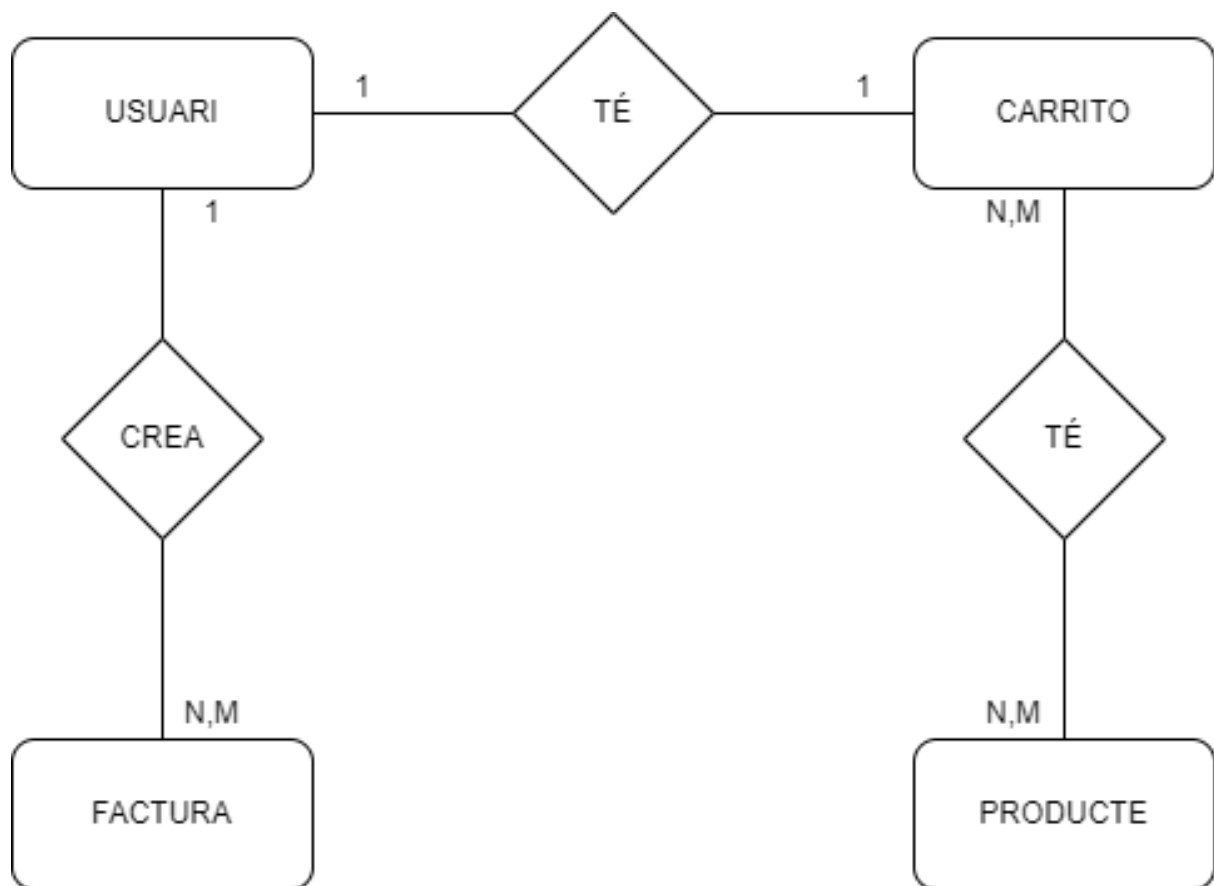 USUARI
1
TÉ
1
CARRITO
1
N,M
CREA
TÉ
N,M
N,M
FACTURA
PRODUCTE